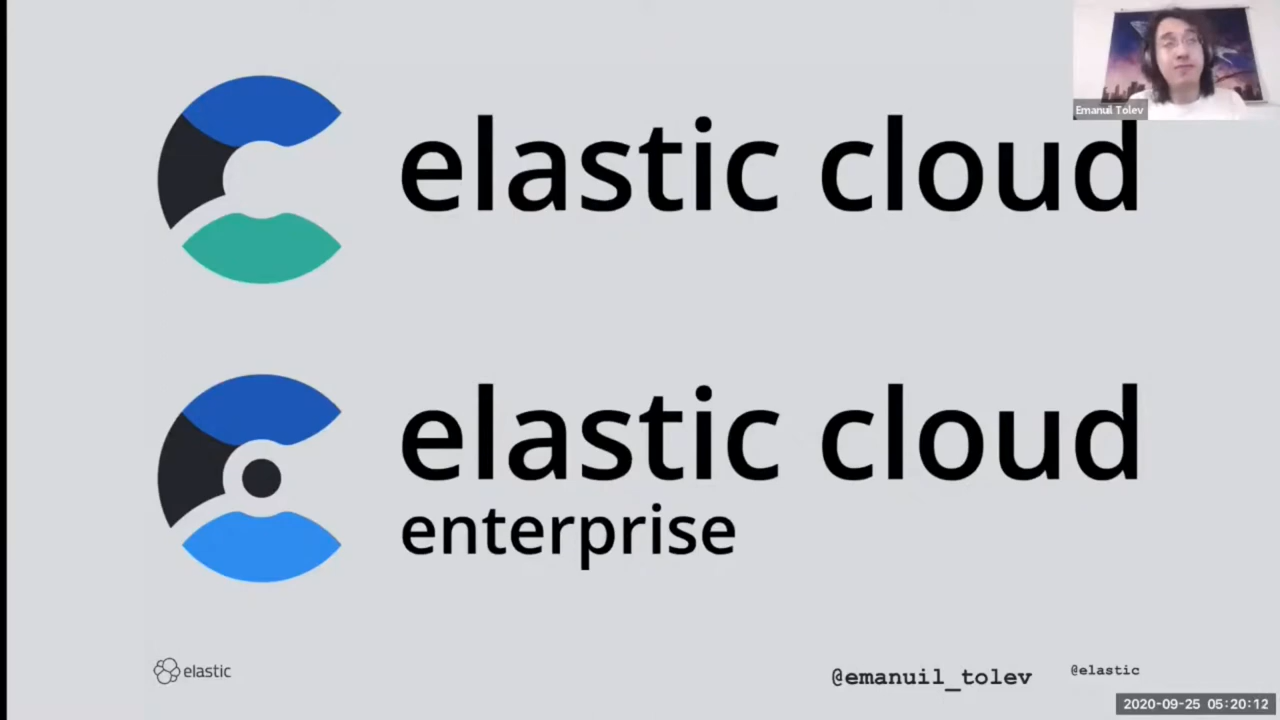 Emanuil Tolev
elastic cloud
elastic cloud
enterprise
elastic
@emanuil_tolev
@elastic
2020-09-25 05:20:12